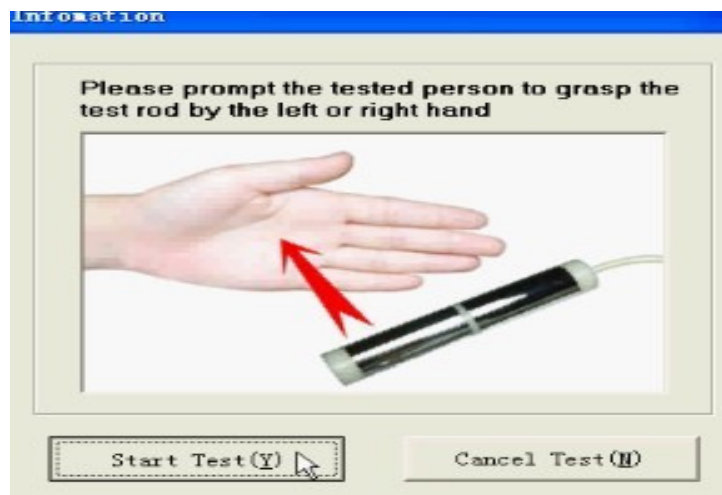 Infomation
Please prompt the tested person to grasp the
test rod by the left or right hand
Start Test(Y)
Cancel Test(N)